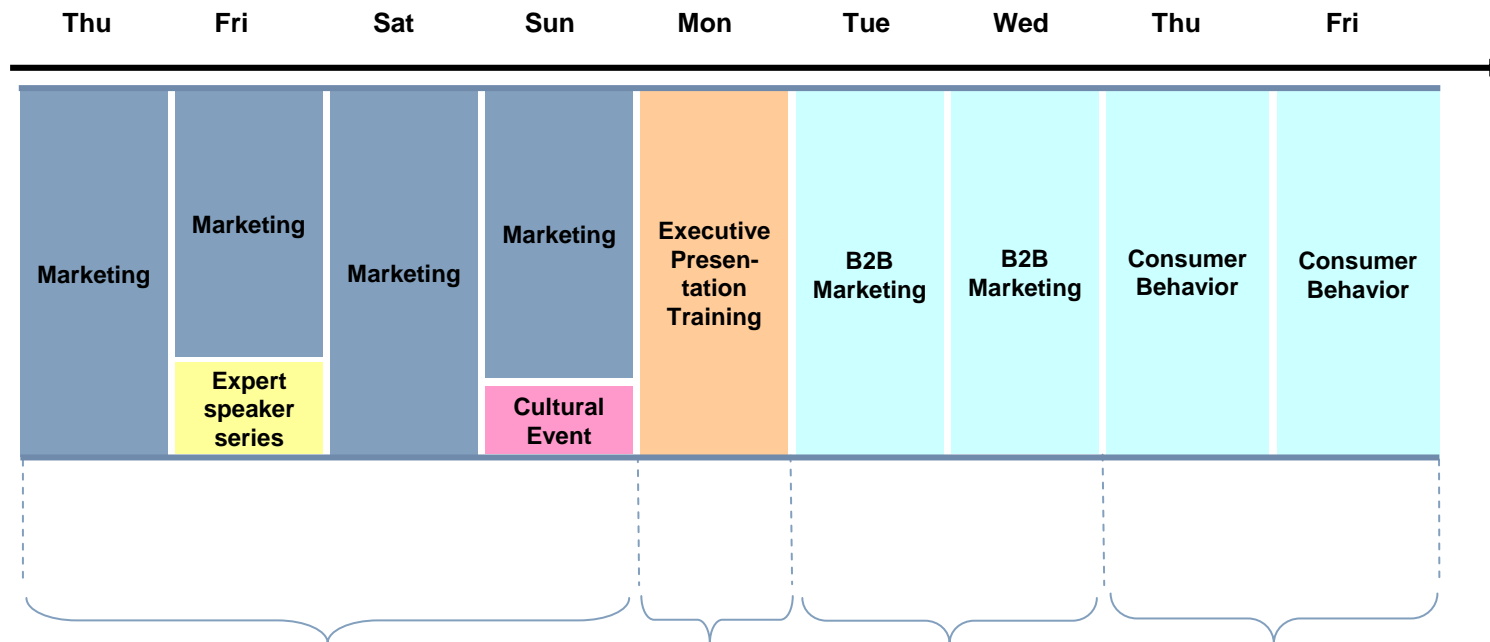 Thu Fri Sat Sun Mon Tue Wed Thu Fri
Marketing
Marketing
Expert
speaker
series
Marketing
Marketing
Cultural
Event
Executive
Presen-
tation
Training
B2B
Marketing
B2B
Marketing
Consumer
Behavior
Consumer
Behavior